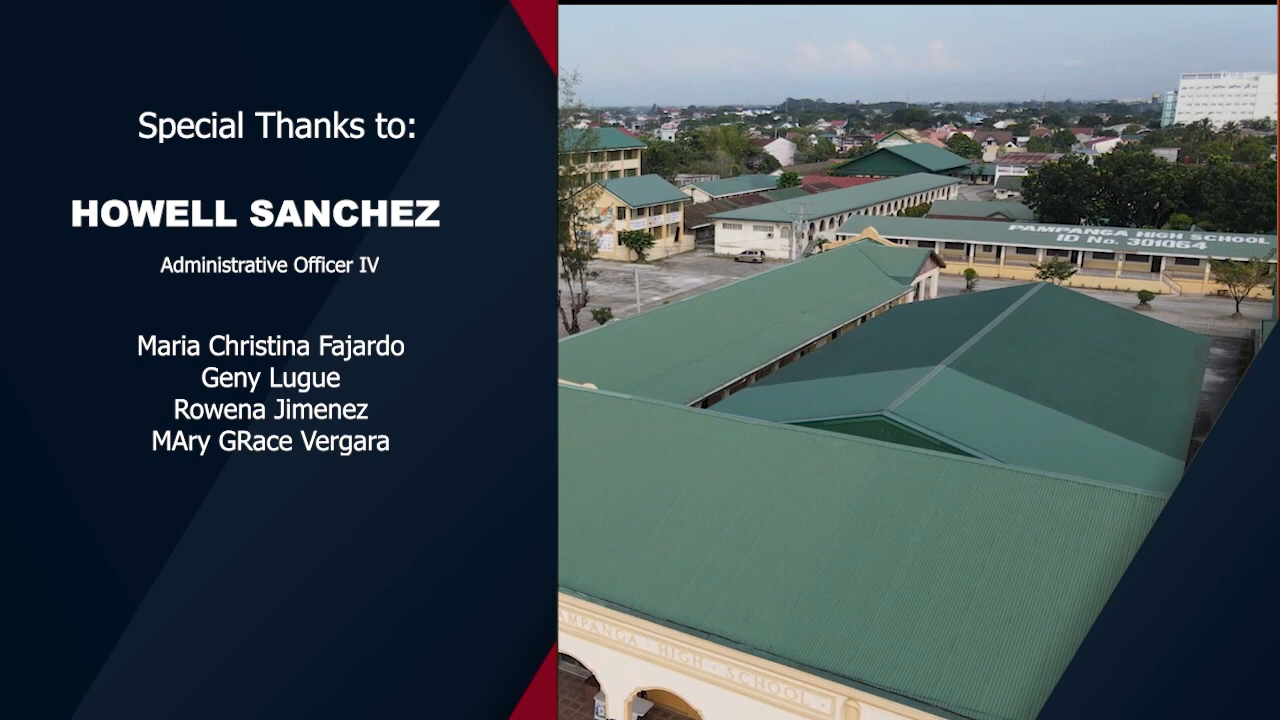 Special Thanks to:
HOWELL SANCHEZ
Administrative Officer IV
Maria Christina Fajardo
Geny Lugue
Rowena Jimenez
MAry GRace Vergara
PAMPANGA HIGH SCHOOL
ID No. 301064
AMPANGA · HIGH · SCHOOL ·